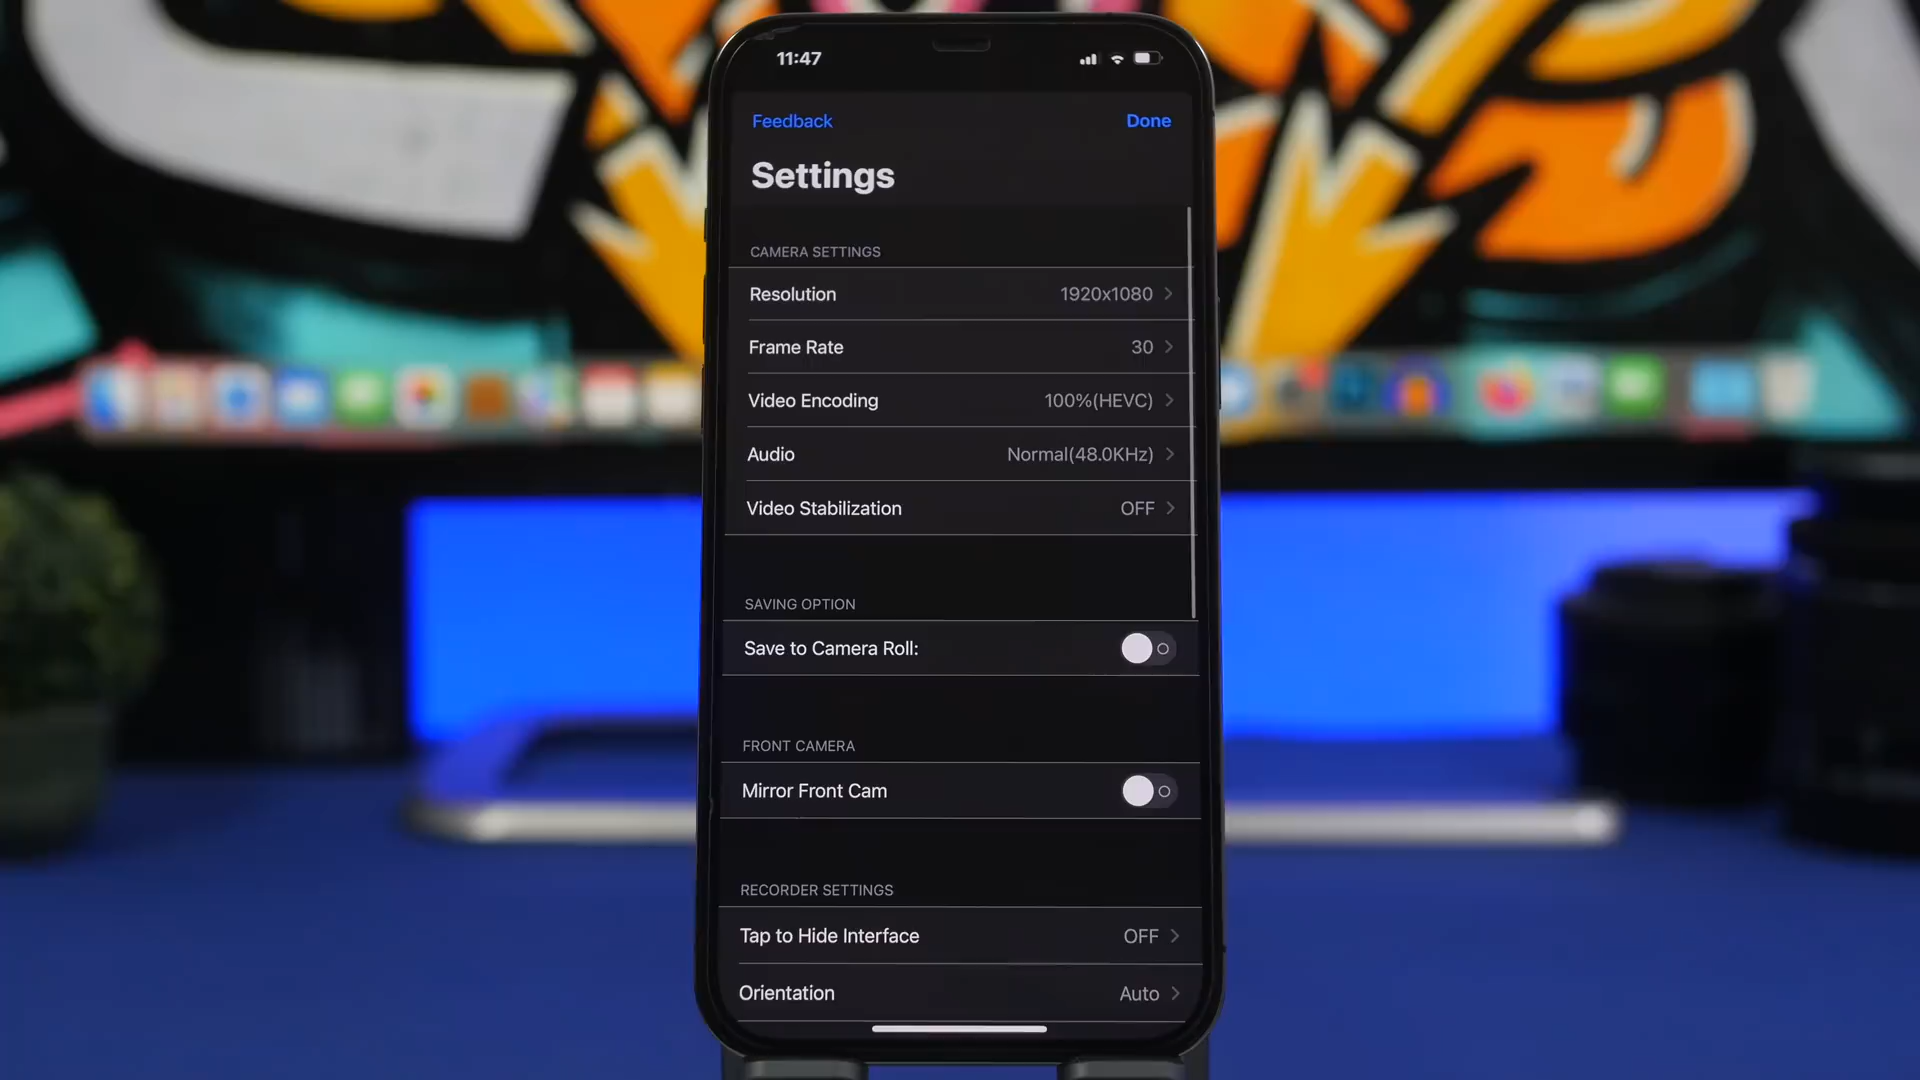 11:47
Feedback
Done
Settings
CAMERA SETTINGS
Resolution 1920x1080
Frame Rate 30
Video Encoding 100%(HEVC)
Audio Normal(48.0KHz)
Video Stabilization OFF
SAVING OPTION
Save to Camera Roll:
FRONT CAMERA
Mirror Front Cam
RECORDER SETTINGS
Tap to Hide Interface OFF
Orientation Auto